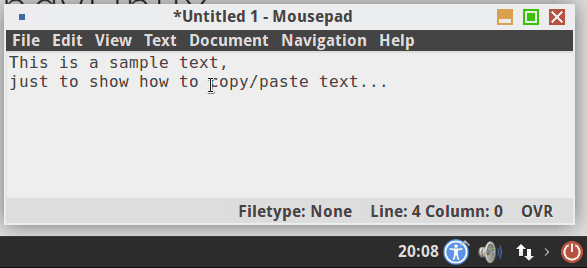 *Untitled 1 - Mousepad
File Edit View Text Document Navigation Help
This is a sample text,
just to show how to copy/paste text...
Filetype: None Line: 4 Column: 0 OVR
20:08